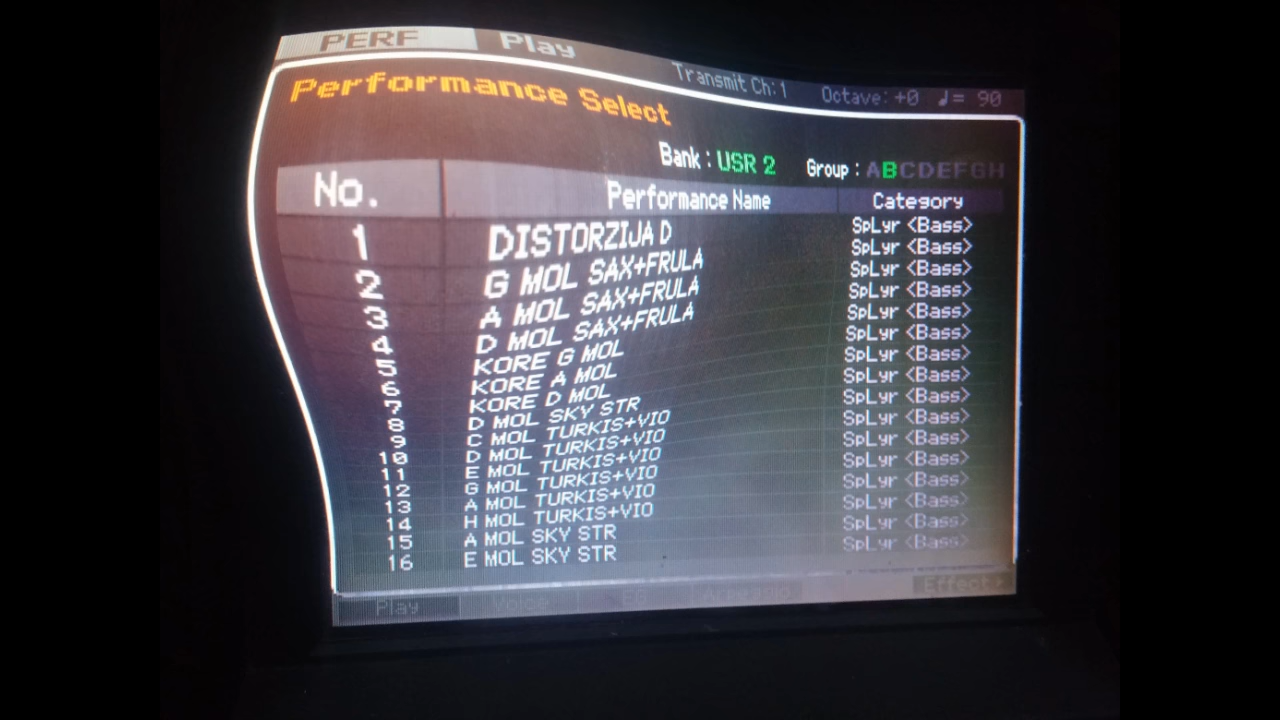 PERF Play
Transmit Ch:1 Octave:+0 ♩= 90
Performance Select
Bank : USR 2 Group : ABCDEFGH
No. Performance Name Category
1 DISTORZIJA D SpLyr <Bass>
2 G MOL SAX+FRULA SpLyr <Bass>
3 A MOL SAX+FRULA SpLyr <Bass>
4 D MOL SAX+FRULA SpLyr <Bass>
5 KORE G MOL SpLyr <Bass>
6 KORE A MOL SpLyr <Bass>
7 KORE D MOL SpLyr <Bass>
8 D MOL SKY STR SpLyr <Bass>
9 C MOL TURKIS+VIO SpLyr <Bass>
10 D MOL TURKIS+VIO SpLyr <Bass>
11 E MOL TURKIS+VIO SpLyr <Bass>
12 G MOL TURKIS+VIO SpLyr <Bass>
13 A MOL TURKIS+VIO SpLyr <Bass>
14 H MOL TURKIS+VIO SpLyr <Bass>
15 A MOL SKY STR SpLyr <Bass>
16 E MOL SKY STR SpLyr <Bass>
Play Voice EG Arpeggio Effect